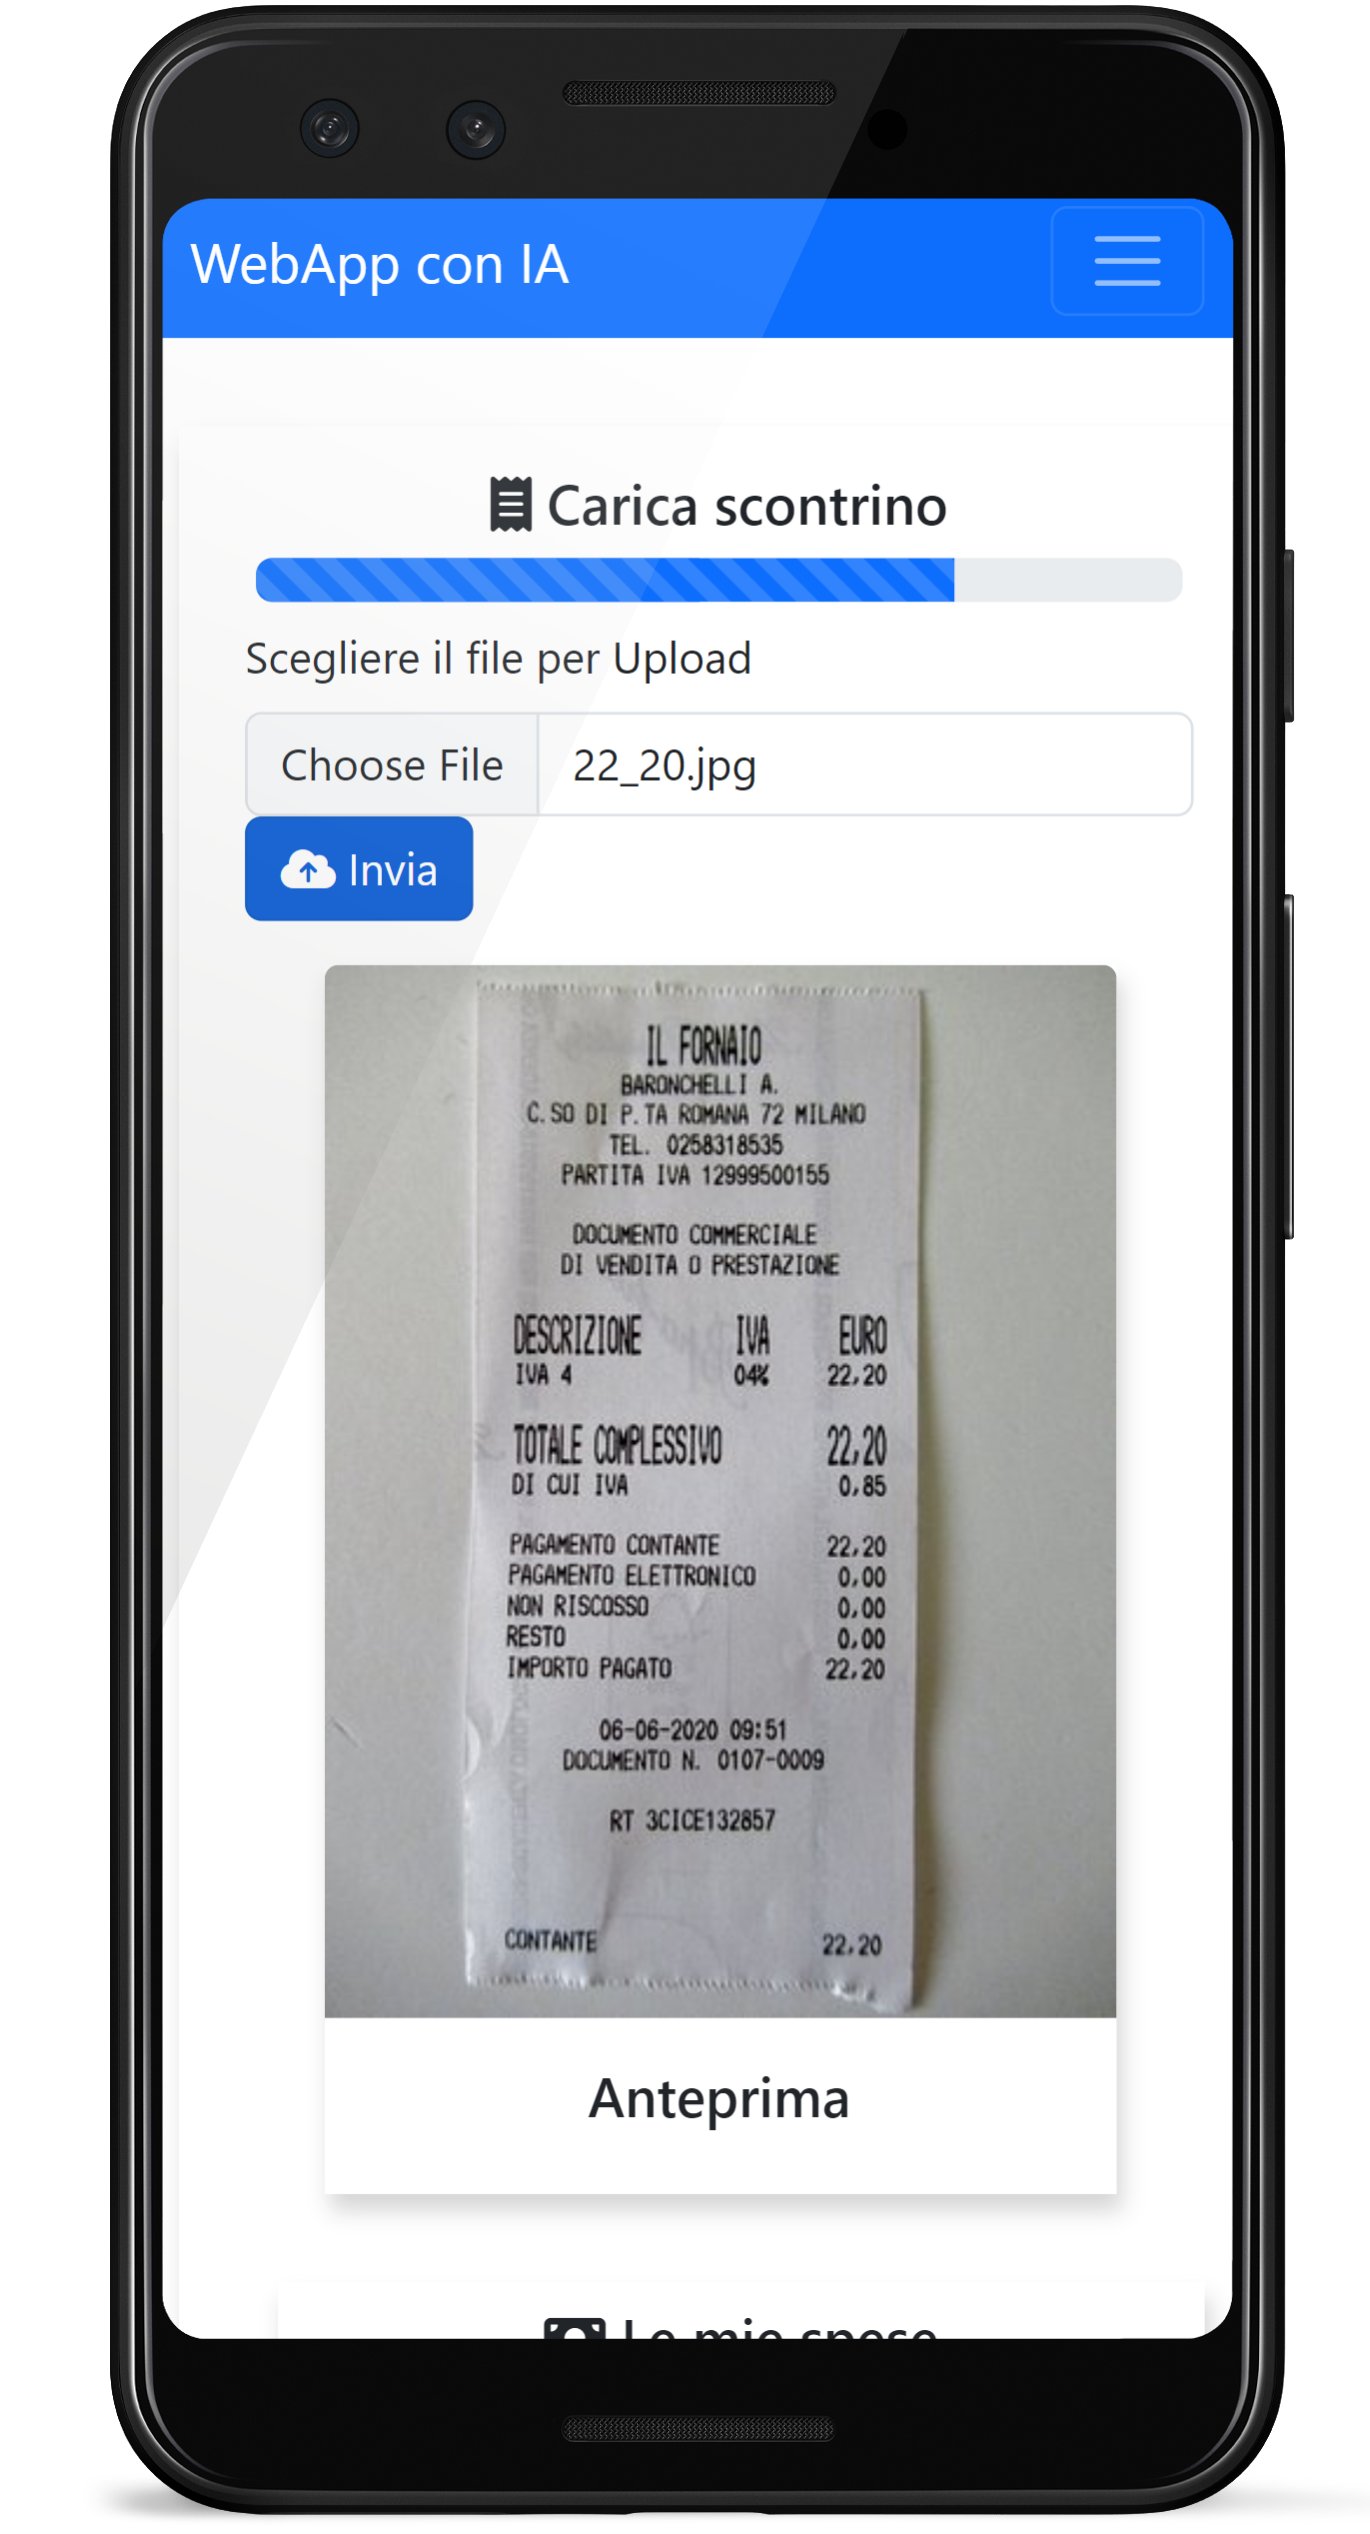 WebApp con IA
Carica scontrino
Scegliere il file per Upload
Choose File 22_20.jpg
Invia
IL FORNAIO
BARONCHELLI A.
C.SO DI P.TA ROMANA 72 MILANO
TEL. 0258318535
PARTITA IVA 12999500155
DOCUMENTO COMMERCIALE
DI VENDITA O PRESTAZIONE
DESCRIZIONE IVA EURO
IVA 4 04% 22,20
TOTALE COMPLESSIVO 22,20
DI CUI IVA 0,85
PAGAMENTO CONTANTE 22,20
PAGAMENTO ELETTRONICO 0,00
NON RISCOSSO 0,00
RESTO 0,00
IMPORTO PAGATO 22,20
06-06-2020 09:51
DOCUMENTO N. 0107-0009
RT 3CICE132857
CONTANTE 22,20
Anteprima
Le mie spese